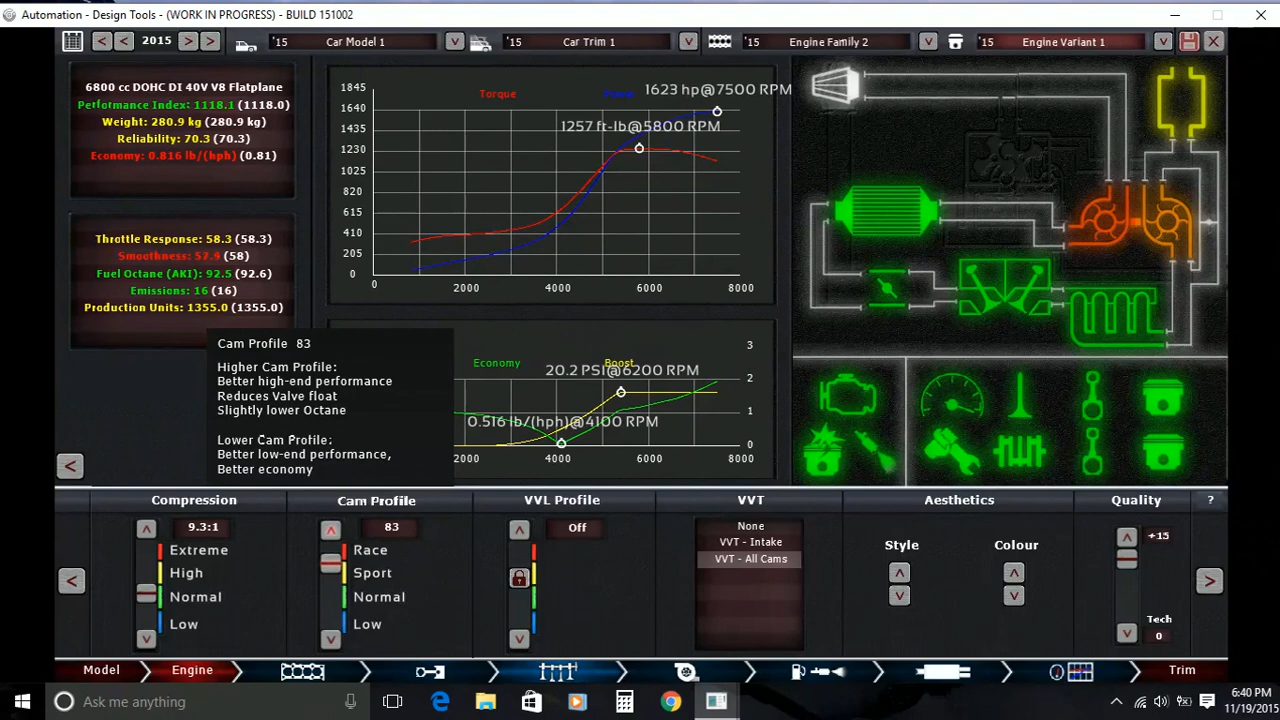 Automation - Design Tools - (WORK IN PROGRESS) - BUILD 151002
2015
'15 Car Model 1
'15 Car Trim 1
'15 Engine Family 2
'15 Engine Variant 1
6800 cc DOHC DI 40V V8 Flatplane
Performance Index: 1118.1 (1118.0)
Weight: 280.9 kg (280.9 kg)
Reliability: 70.3 (70.3)
Economy: 0.816 lb/(hph) (0.81)
Throttle Response: 58.3 (58.3)
Smoothness: 57.9 (58)
Fuel Octane (AKI): 92.5 (92.6)
Emissions: 16 (16)
Production Units: 1355.0 (1355.0)
1845
1640
1435
1230
1025
820
615
410
205
0
Torque
Power
1623 hp@7500 RPM
1257 ft-lb@5800 RPM
0 2000 4000 6000 8000
Cam Profile 83
Higher Cam Profile:
Better high-end performance
Reduces Valve float
Slightly lower Octane
Lower Cam Profile:
Better low-end performance,
Better economy
Economy
Boost
20.2 PSI@6200 RPM
0.516 lb/(hph)@4100 RPM
3
2
1
0
2000 4000 6000 8000
Compression
9.3:1
Extreme
High
Normal
Low
Cam Profile
83
Race
Sport
Normal
Low
VVL Profile
Off
VVT
None
VVT - Intake
VVT - All Cams
Aesthetics
Style
Colour
Quality
+15
Tech
0
?
Model
Engine
Trim
Ask me anything
6:40 PM
11/19/2015